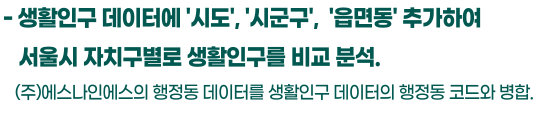 - 생활인구 데이터에 '시도', '시군구', '읍면동' 추가하여
서울시 자치구별로 생활인구를 비교 분석.
(주)에스나인에스의 행정동 데이터를 생활인구 데이터의 행정동 코드와 병합.